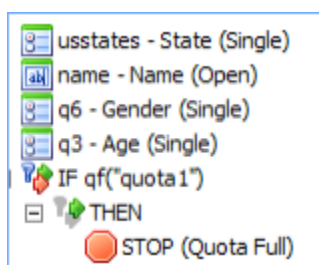 usstates - State (Single)
ab name - Name (Open)
q6 - Gender (Single)
q3 - Age (Single)
IF qf("quota1")
THEN
STOP (Quota Full)